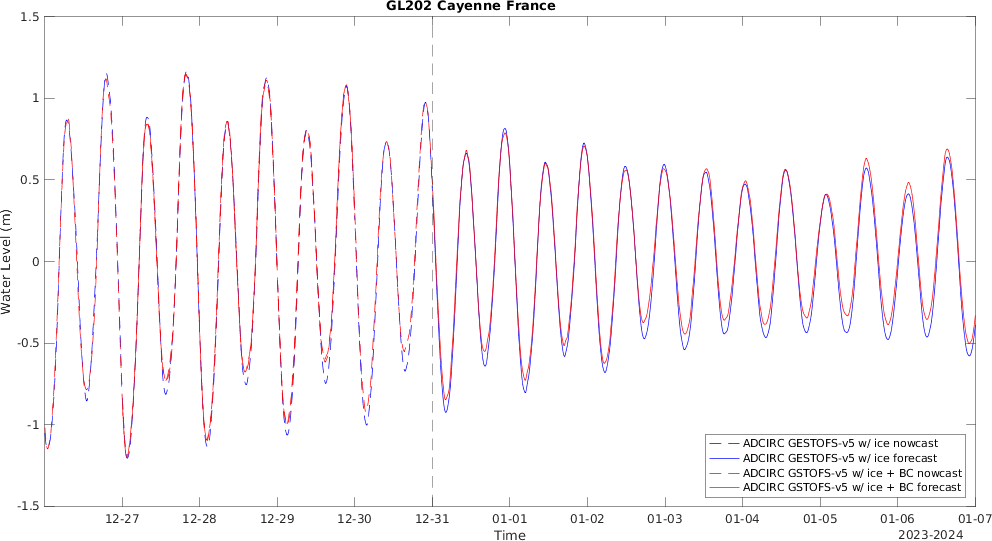 GL202 Cayenne France
1.5
1
0.5
0
-0.5
-1
-1.5
Water Level (m)
12-27 12-28 12-29 12-30 12-31 01-01 01-02 01-03 01-04 01-05 01-06 01-07
Time
2023-2024
ADCIRC GESTOFS-v5 w/ ice nowcast
ADCIRC GESTOFS-v5 w/ ice forecast
ADCIRC GSTOFS-v5 w/ ice + BC nowcast
ADCIRC GSTOFS-v5 w/ ice + BC forecast